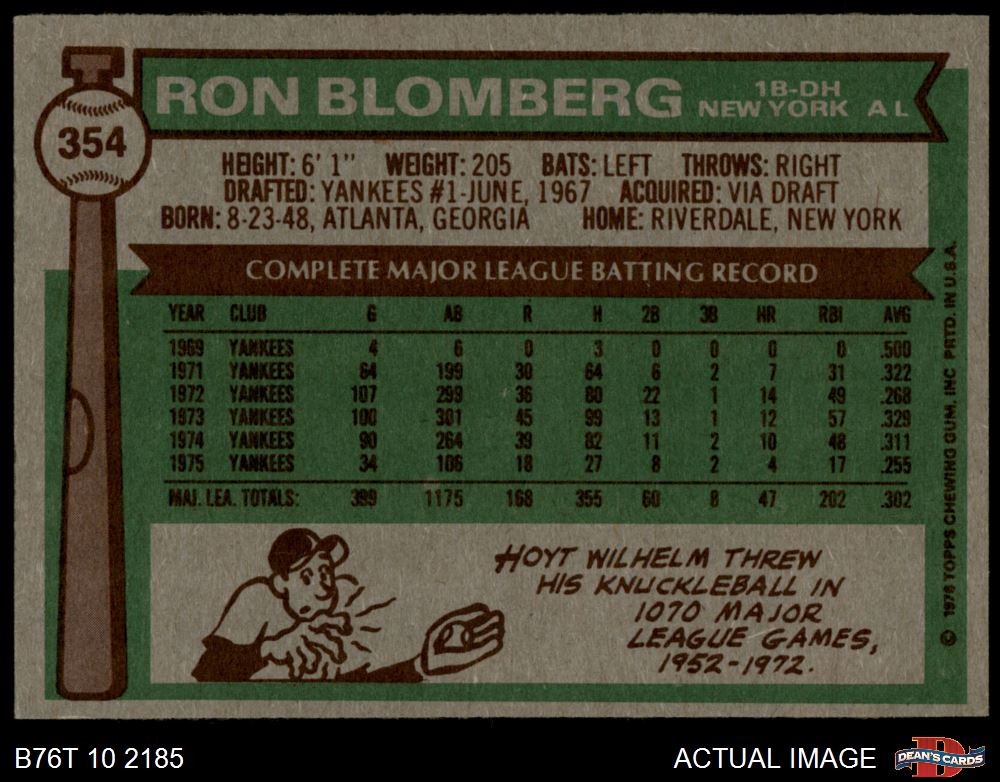 354
RON BLOMBERG
1B-DH
NEW YORK A L
HEIGHT: 6' 1" WEIGHT: 205 BATS: LEFT THROWS: RIGHT
DRAFTED: YANKEES #1-JUNE, 1967 ACQUIRED: VIA DRAFT
BORN: 8-23-48, ATLANTA, GEORGIA HOME: RIVERDALE, NEW YORK
COMPLETE MAJOR LEAGUE BATTING RECORD
YEAR CLUB G AB R H 2B 3B HR RBI AVG
1969 YANKEES 4 6 0 3 0 0 0 0 .500
1971 YANKEES 64 199 30 64 6 2 7 31 .322
1972 YANKEES 107 299 36 80 22 1 14 49 .268
1973 YANKEES 100 301 45 99 13 1 12 57 .329
1974 YANKEES 90 264 39 82 11 2 10 48 .311
1975 YANKEES 34 106 18 27 8 2 4 17 .255
MAJ. LEA. TOTALS: 399 1175 168 355 60 8 47 202 .302
HOYT WILHELM THREW
HIS KNUCKLEBALL IN
1070 MAJOR
LEAGUE GAMES,
1952-1972.
© 1976 TOPPS CHEWING GUM, INC PRTD. IN U.S.A.
B76T 10 2185
ACTUAL IMAGE
DEAN'S CARDS